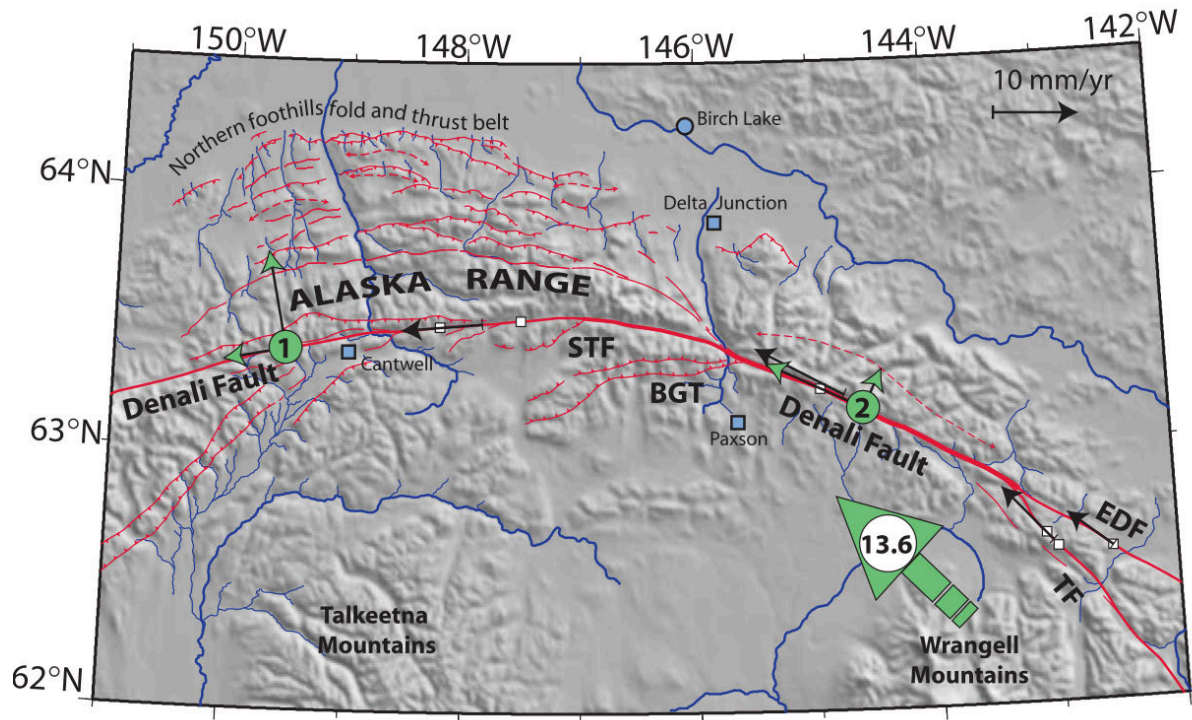 150°W
148°W
146°W
144°W
142°W
10 mm/yr
Northern foothills fold and thrust belt
Birch Lake
64°N
Delta Junction
ALASKA RANGE
1
STF
Cantwell
Denali Fault
BGT
2
Denali Fault
63°N
Paxson
EDF
13.6
TF
Talkeetna
Mountains
Wrangell
Mountains
62°N